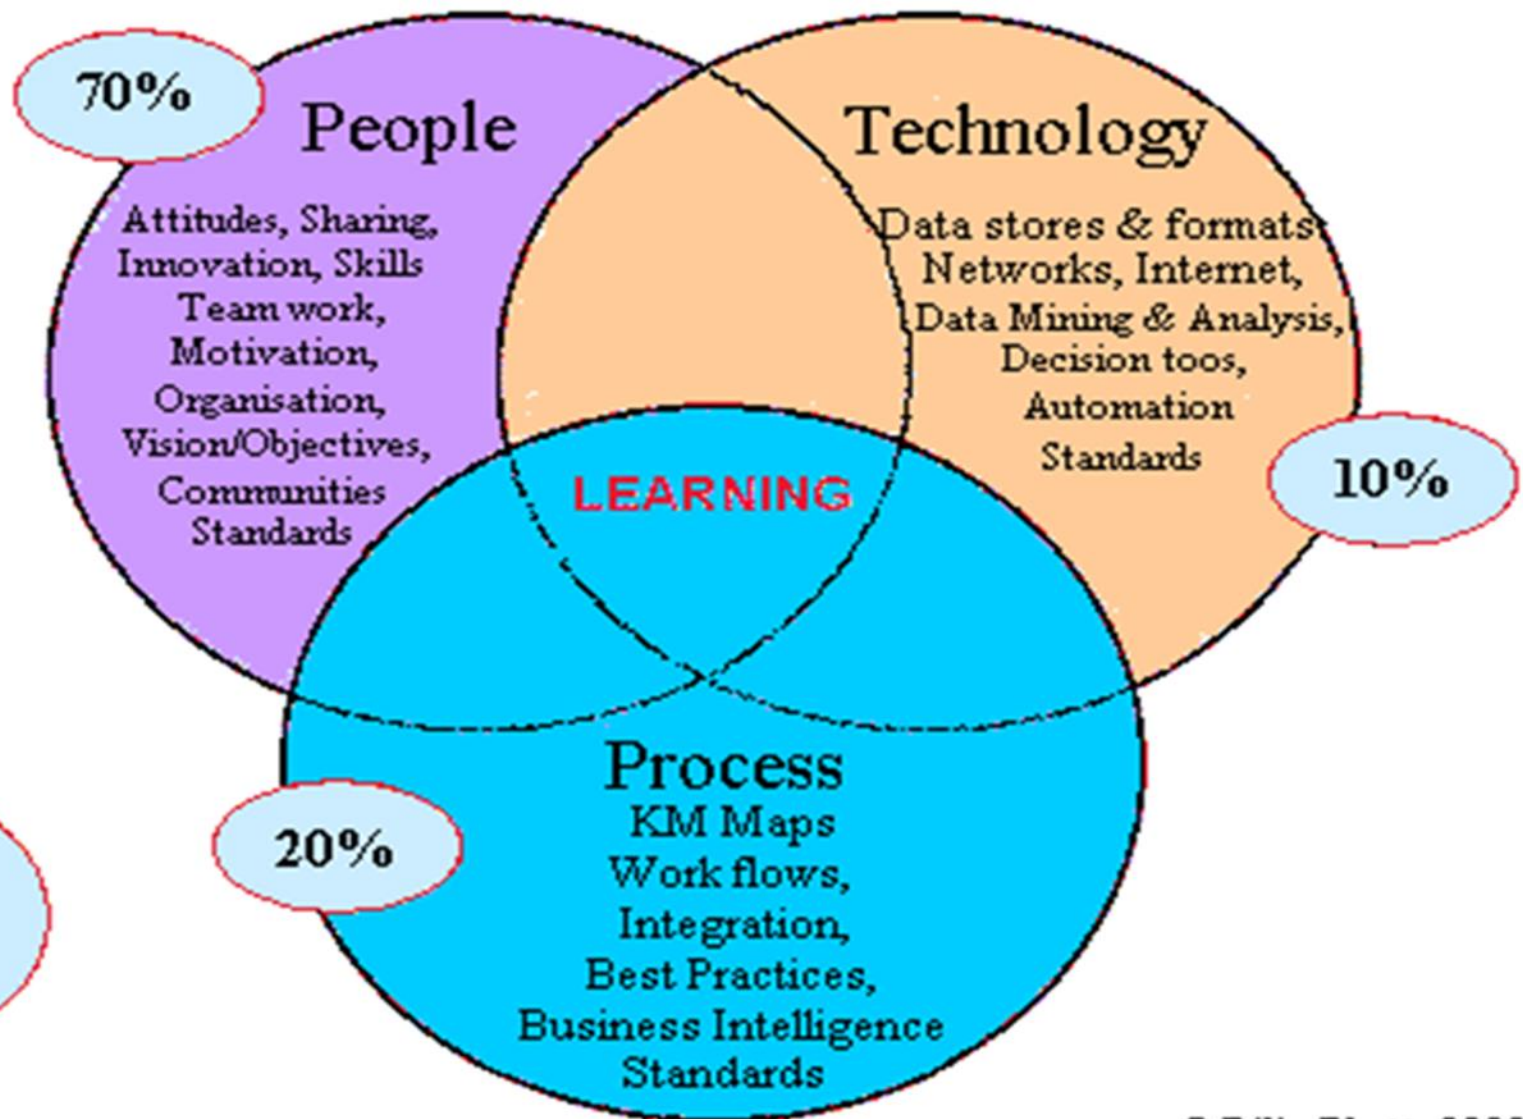 70%
People
Attitudes, Sharing,
Innovation, Skills
Team work,
Motivation,
Organisation,
Vision/Objectives,
Communities
Standards
Technology
Data stores & formats
Networks, Internet,
Data Mining & Analysis,
Decision toos,
Automation
Standards
10%
LEARNING
Process
KM Maps
Work flows,
Integration,
Best Practices,
Business Intelligence
Standards
20%